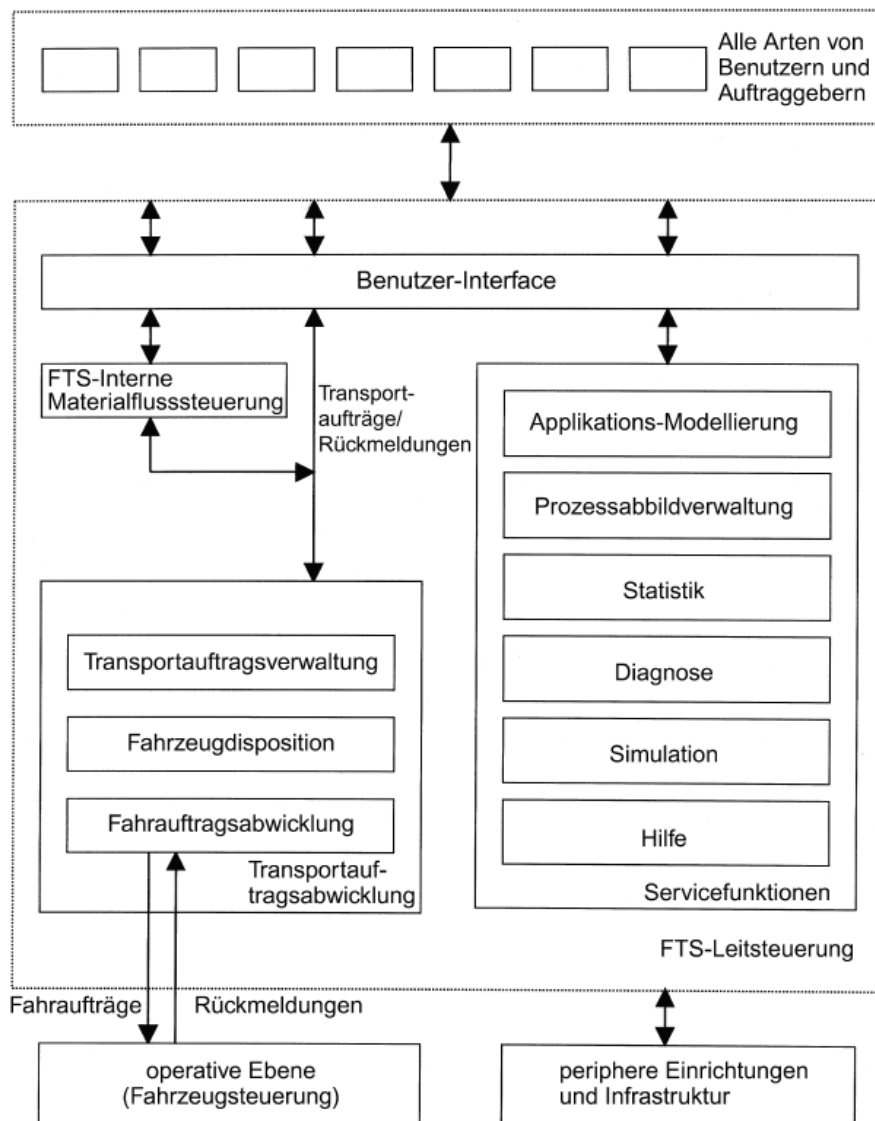 Alle Arten von
Benutzern und
Auftraggebern
Benutzer-Interface
FTS-Interne
Materialflusssteuerung
Transport-
aufträge/
Rückmeldungen
Applikations-Modellierung
Prozessabbildverwaltung
Statistik
Diagnose
Simulation
Hilfe
Servicefunktionen
Transportauftragsverwaltung
Fahrzeugdisposition
Fahrauftragsabwicklung
Transportauf-
tragsabwicklung
FTS-Leitsteuerung
Fahraufträge
Rückmeldungen
operative Ebene
(Fahrzeugsteuerung)
periphere Einrichtungen
und Infrastruktur